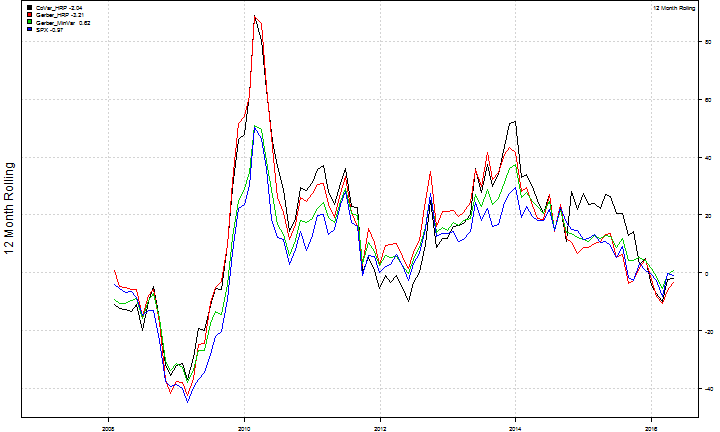 CoVar_HRP -2.04
12 Month Rolling
Gerber_HRP -3.21
Gerber_MinVar 0.62
SPX -0.97
80
60
40
20
0
-20
-40
12 Month Rolling
2008
2010
2012
2014
2016